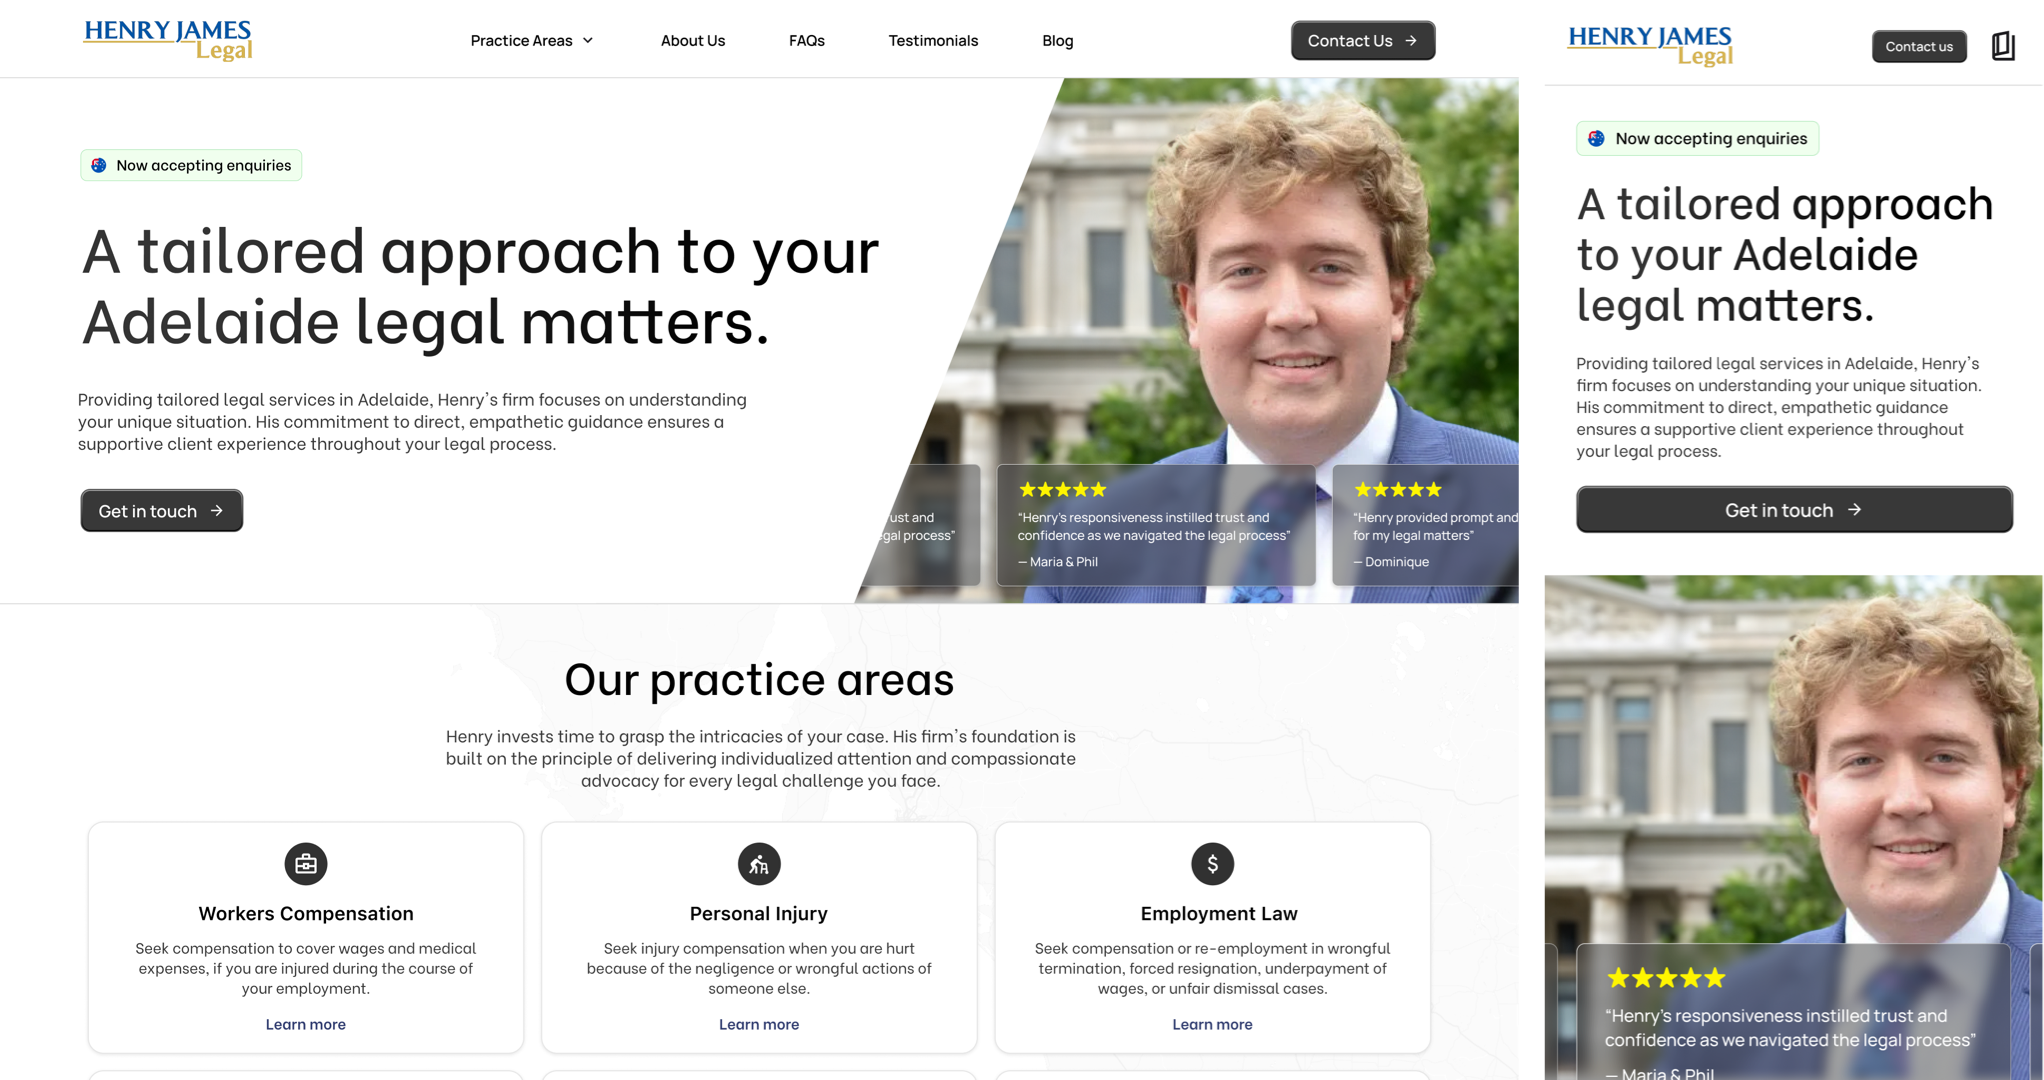 HENRY JAMES
Legal
Practice Areas
About Us
FAQs
Testimonials
Blog
Contact Us
Now accepting enquiries
A tailored approach to your
Adelaide legal matters.
Providing tailored legal services in Adelaide, Henry's firm focuses on understanding
your unique situation. His commitment to direct, empathetic guidance ensures a
supportive client experience throughout your legal process.
Get in touch
trust and
legal process”
“Henry’s responsiveness instilled trust and
confidence as we navigated the legal process”
— Maria & Phil
“Henry provided prompt and
for my legal matters”
— Dominique
Our practice areas
Henry invests time to grasp the intricacies of your case. His firm's foundation is
built on the principle of delivering individualized attention and compassionate
advocacy for every legal challenge you face.
Workers Compensation
Seek compensation to cover wages and medical
expenses, if you are injured during the course of
your employment.
Learn more
Personal Injury
Seek injury compensation when you are hurt
because of the negligence or wrongful actions of
someone else.
Learn more
$
Employment Law
Seek compensation or re-employment in wrongful
termination, forced resignation, underpayment of
wages, or unfair dismissal cases.
Learn more
HENRY JAMES
Legal
Contact us
Now accepting enquiries
A tailored approach
to your Adelaide
legal matters.
Providing tailored legal services in Adelaide, Henry's
firm focuses on understanding your unique situation.
His commitment to direct, empathetic guidance
ensures a supportive client experience throughout
your legal process.
Get in touch
“Henry’s responsiveness instilled trust and
confidence as we navigated the legal process”
— Maria & Phil